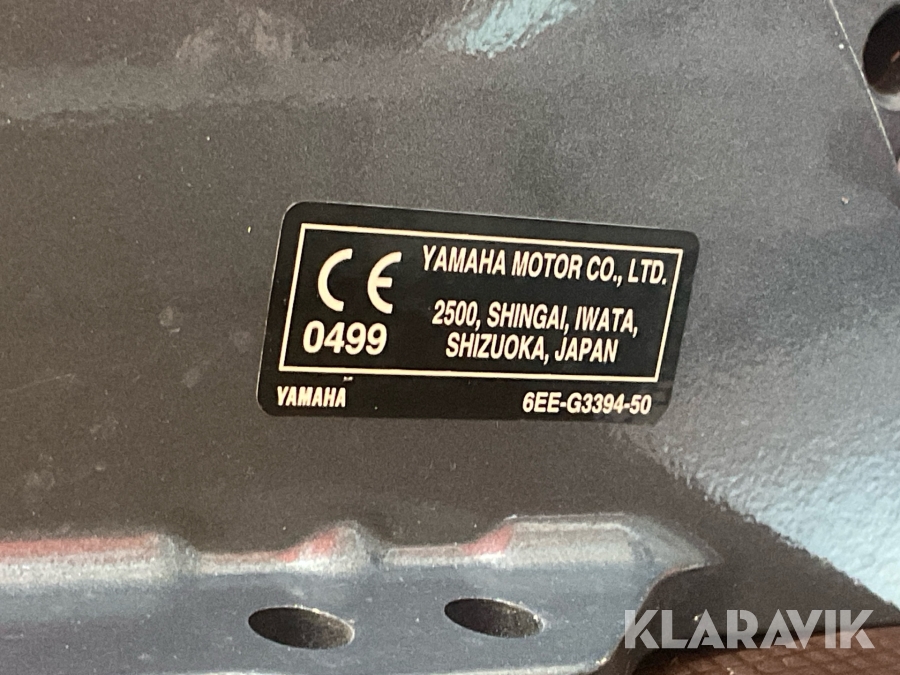 CE
0499
YAMAHA MOTOR CO., LTD.
2500, SHINGAI, IWATA,
SHIZUOKA, JAPAN
YAMAHA
6EE-G3394-50
KLARAVIK